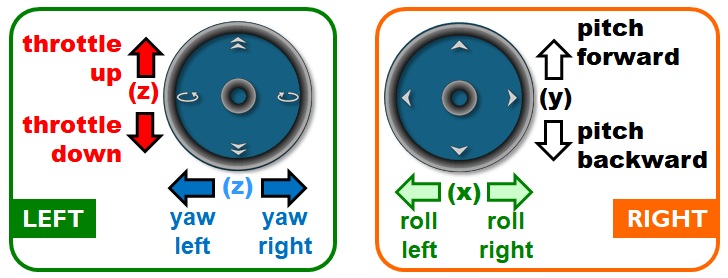 throttle
up
(z)
throttle
down
(z)
yaw
left
yaw
right
LEFT
pitch
forward
(y)
pitch
backward
(x)
roll
left
roll
right
RIGHT